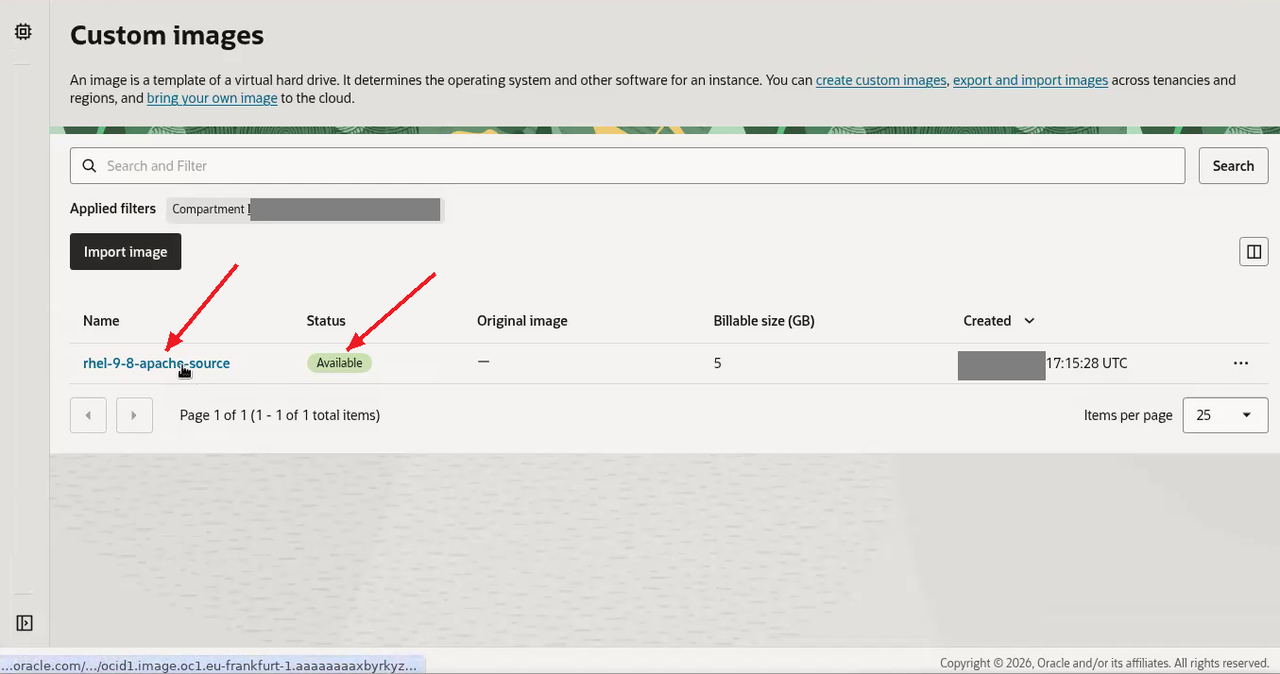 Custom images
An image is a template of a virtual hard drive. It determines the operating system and other software for an instance. You can create custom images, export and import images across tenancies and
regions, and bring your own image to the cloud.
Search and Filter
Search
Applied filters
Compartment
Import image
Name Status Original image Billable size (GB) Created
rhel-9-8-apache-source Available — 5 17:15:28 UTC
Page 1 of 1 (1 - 1 of 1 total items)
Items per page 25
...oracle.com/.../ocid1.image.oc1.eu-frankfurt-1.aaaaaaaaxbyrkyz...
Copyright © 2026, Oracle and/or its affiliates. All rights reserved.